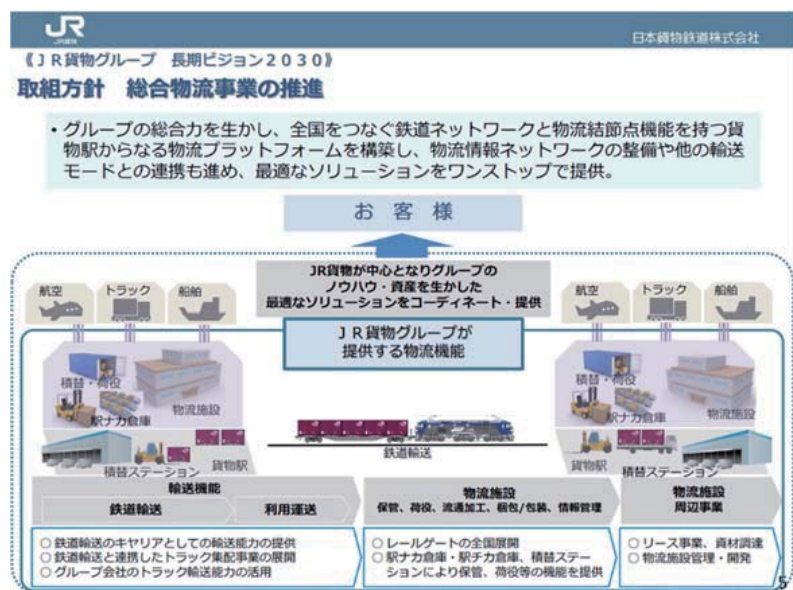 JR
JR貨物
日本貨物鉄道株式会社
《JR貨物グループ 長期ビジョン2030》
取組方針 総合物流事業の推進
・グループの総合力を生かし、全国をつなぐ鉄道ネットワークと物流結節点機能を持つ貨
物駅からなる物流プラットフォームを構築し、物流情報ネットワークの整備や他の輸送
モードとの連携も進め、最適なソリューションをワンストップで提供。
お 客 様
JR貨物が中心となりグループの
ノウハウ・資産を生かした
最適なソリューションをコーディネート・提供
航空
トラック
船舶
航空
トラック
船舶
JR貨物グループが
提供する物流機能
積替・荷役
駅ナカ倉庫
物流施設
貨物駅
積替ステーション
鉄道輸送
積替・荷役
駅ナカ倉庫
物流施設
貨物駅
積替ステーション
輸送機能
鉄道輸送
利用運送
物流施設
保管、荷役、流通加工、梱包/包装、情報管理
物流施設
周辺事業
○ 鉄道輸送のキャリアとしての輸送能力の提供
○ 鉄道輸送と連携したトラック集配事業の展開
○ グループ会社のトラック輸送能力の活用
○ レールゲートの全国展開
○ 駅ナカ倉庫・駅チカ倉庫、積替ステー
ションにより保管、荷役等の機能を提供
○ リース事業、資材調達
○ 物流施設管理・開発
5